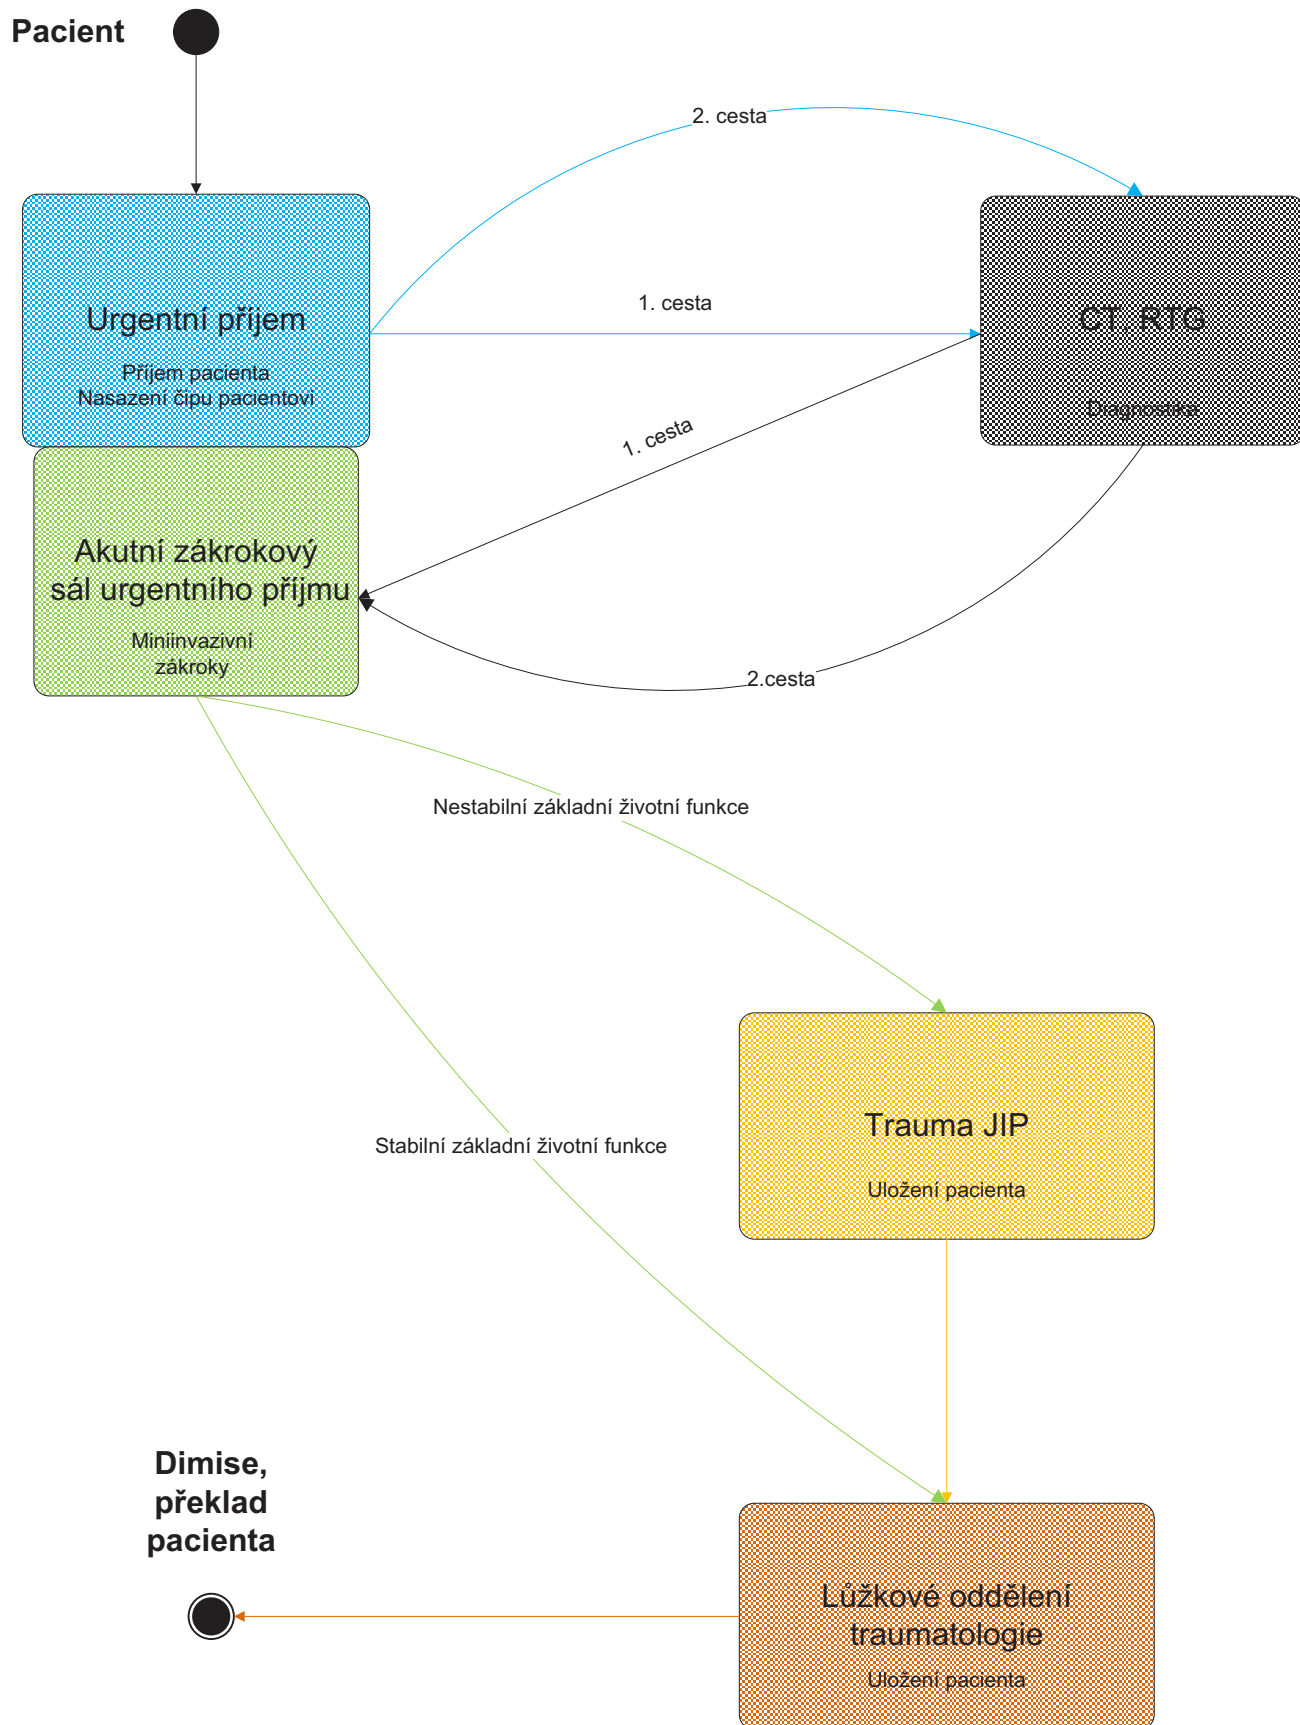 Pacient
2. cesta
1. cesta
Urgentní příjem
Příjem pacienta
Nasazení čipu pacientovi
CT, RTG
Diagnostika
1. cesta
Akutní zákrokový
sál urgentního příjmu
Miniinvazivní
zákroky
2.cesta
Nestabilní základní životní funkce
Trauma JIP
Uložení pacienta
Stabilní základní životní funkce
Dimise,
překlad
pacienta
Lůžkové oddělení
traumatologie
Uložení pacienta